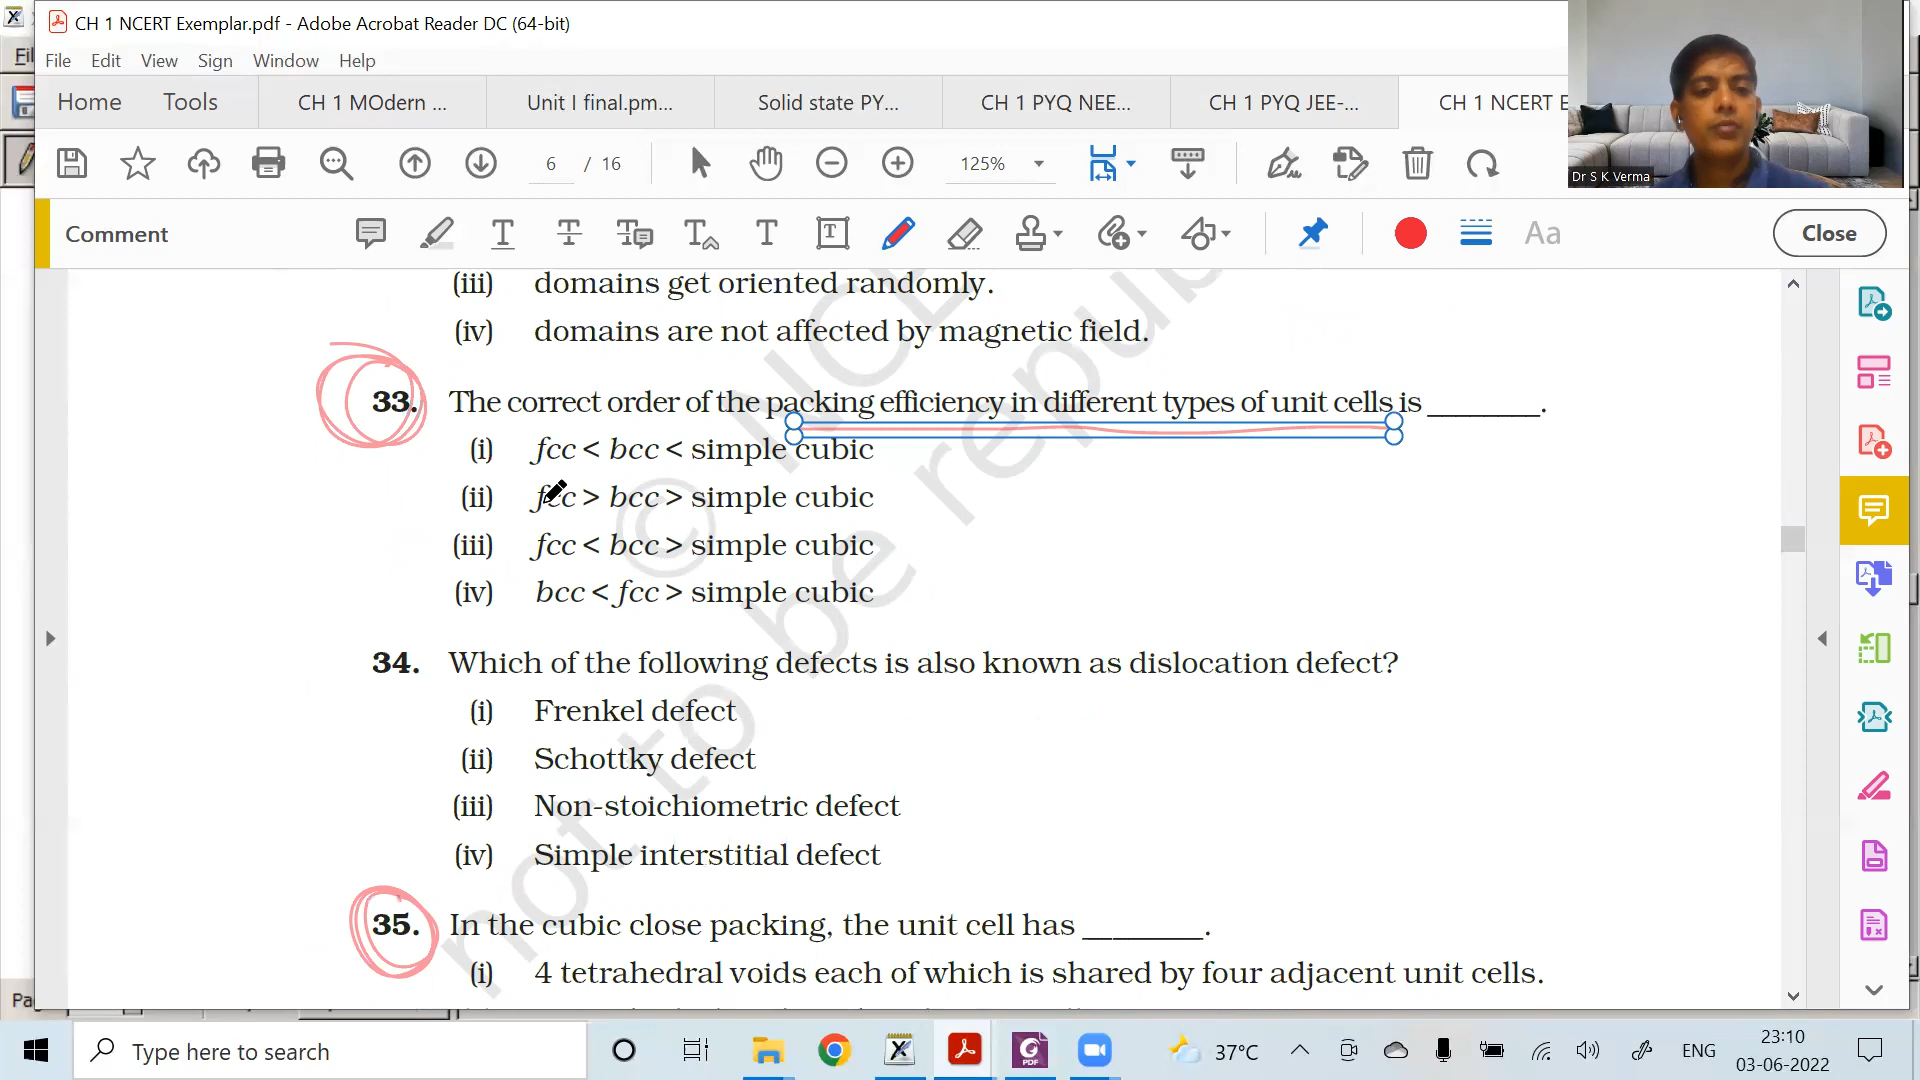 CH 1 NCERT Exemplar.pdf - Adobe Acrobat Reader DC (64-bit)
File Edit View Sign Window Help
Home Tools CH 1 MOdern ... Unit I final.pm... Solid state PY... CH 1 PYQ NEE... CH 1 PYQ JEE-... CH 1 NCERT E
6 / 16 125%
Dr S K Verma
Comment Aa Close
(iii) domains get oriented randomly.
(iv) domains are not affected by magnetic field.
33. The correct order of the packing efficiency in different types of unit cells is ________.
(i) fcc < bcc < simple cubic
(ii) fcc > bcc > simple cubic
(iii) fcc < bcc > simple cubic
(iv) bcc < fcc > simple cubic
34. Which of the following defects is also known as dislocation defect?
(i) Frenkel defect
(ii) Schottky defect
(iii) Non-stoichiometric defect
(iv) Simple interstitial defect
35. In the cubic close packing, the unit cell has ________.
(i) 4 tetrahedral voids each of which is shared by four adjacent unit cells.
not to be republ
© NCE
Type here to search
37°C ENG 23:10
03-06-2022